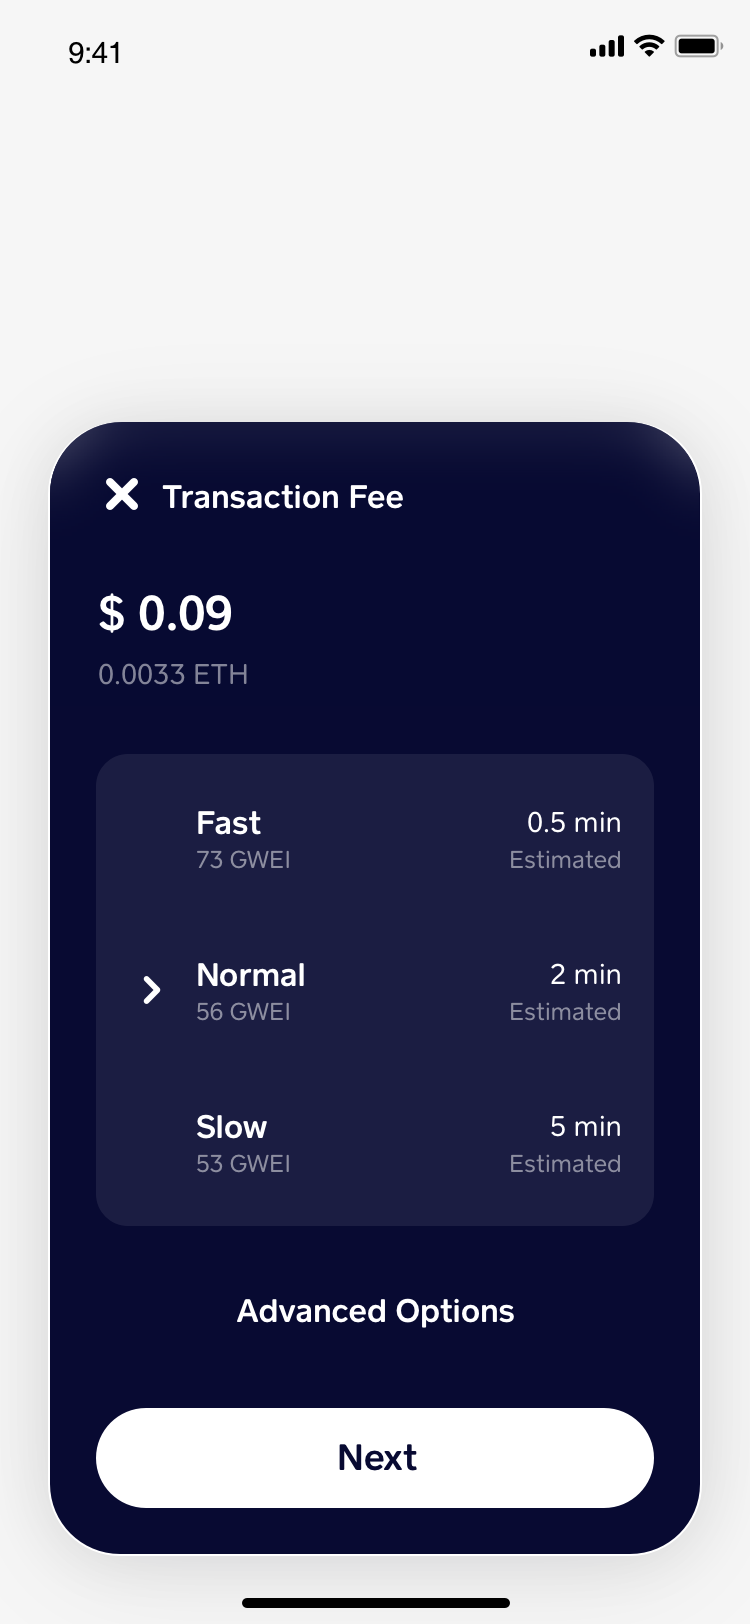 9:41
Transaction Fee
$ 0.09
0.0033 ETH
Fast 0.5 min
73 GWEI Estimated
Normal 2 min
56 GWEI Estimated
Slow 5 min
53 GWEI Estimated
Advanced Options
Next